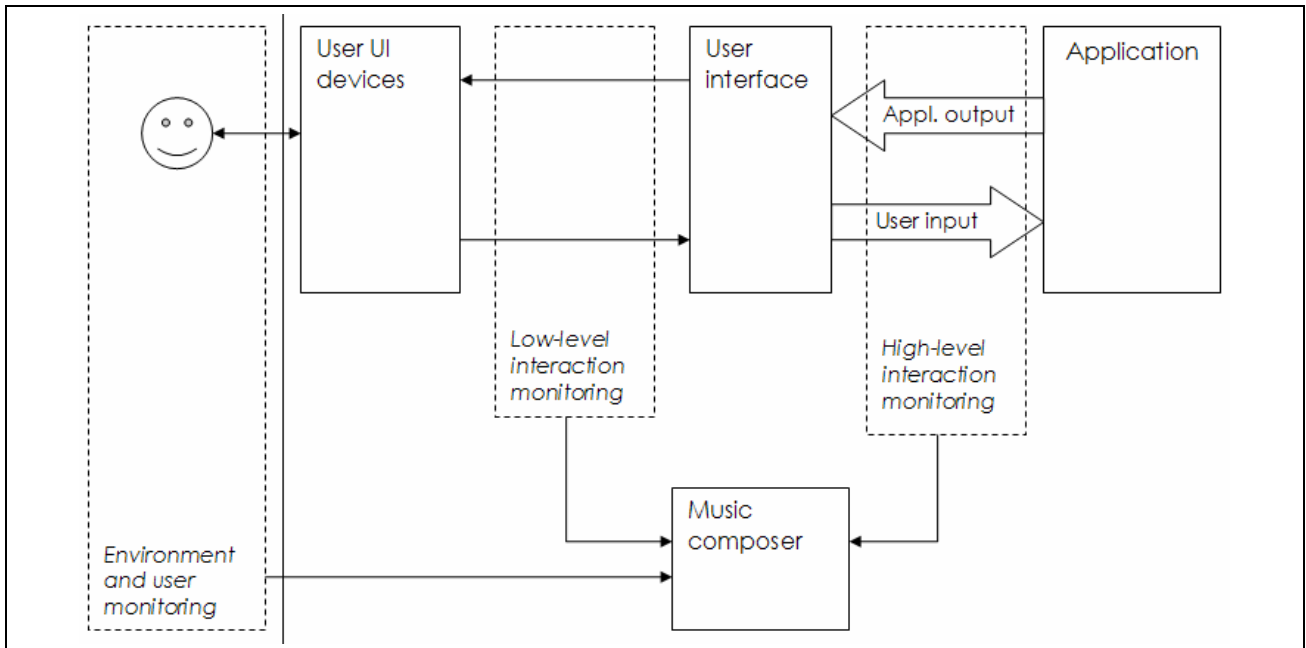 User UI
devices
User
interface
Application
Appl. output
User input
Low-level
interaction
monitoring
High-level
interaction
monitoring
Music
composer
Environment
and user
monitoring